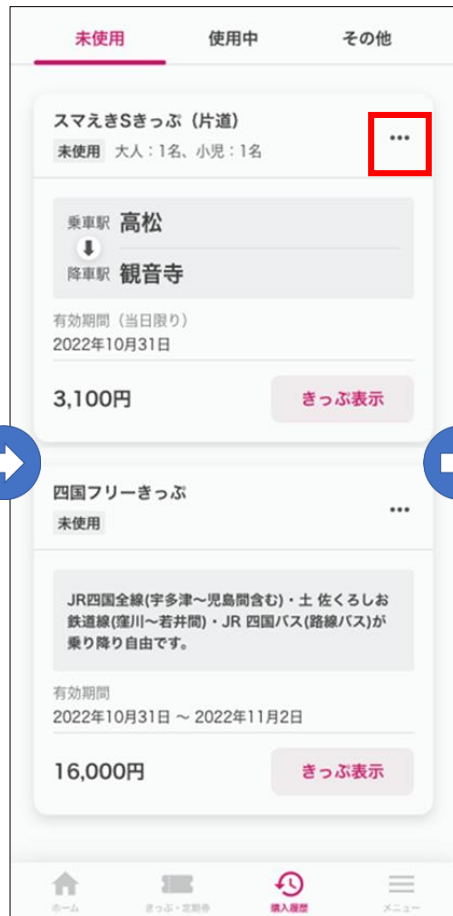 未使用 使用中 その他
スマえきSきっぷ（片道）
•••
未使用 大人：1名、小児：1名
乗車駅 高松
降車駅 観音寺
有効期間（当日限り）
2022年10月31日
3,100円 きっぷ表示
四国フリーきっぷ
•••
未使用
JR四国全線(宇多津〜児島間含む)・土 佐くろしお
鉄道線(窪川〜若井間)・JR 四国バス(路線バス)が
乗り降り自由です。
有効期間
2022年10月31日 〜 2022年11月2日
16,000円 きっぷ表示
ホーム きっぷ・定期券 購入履歴 メニュー